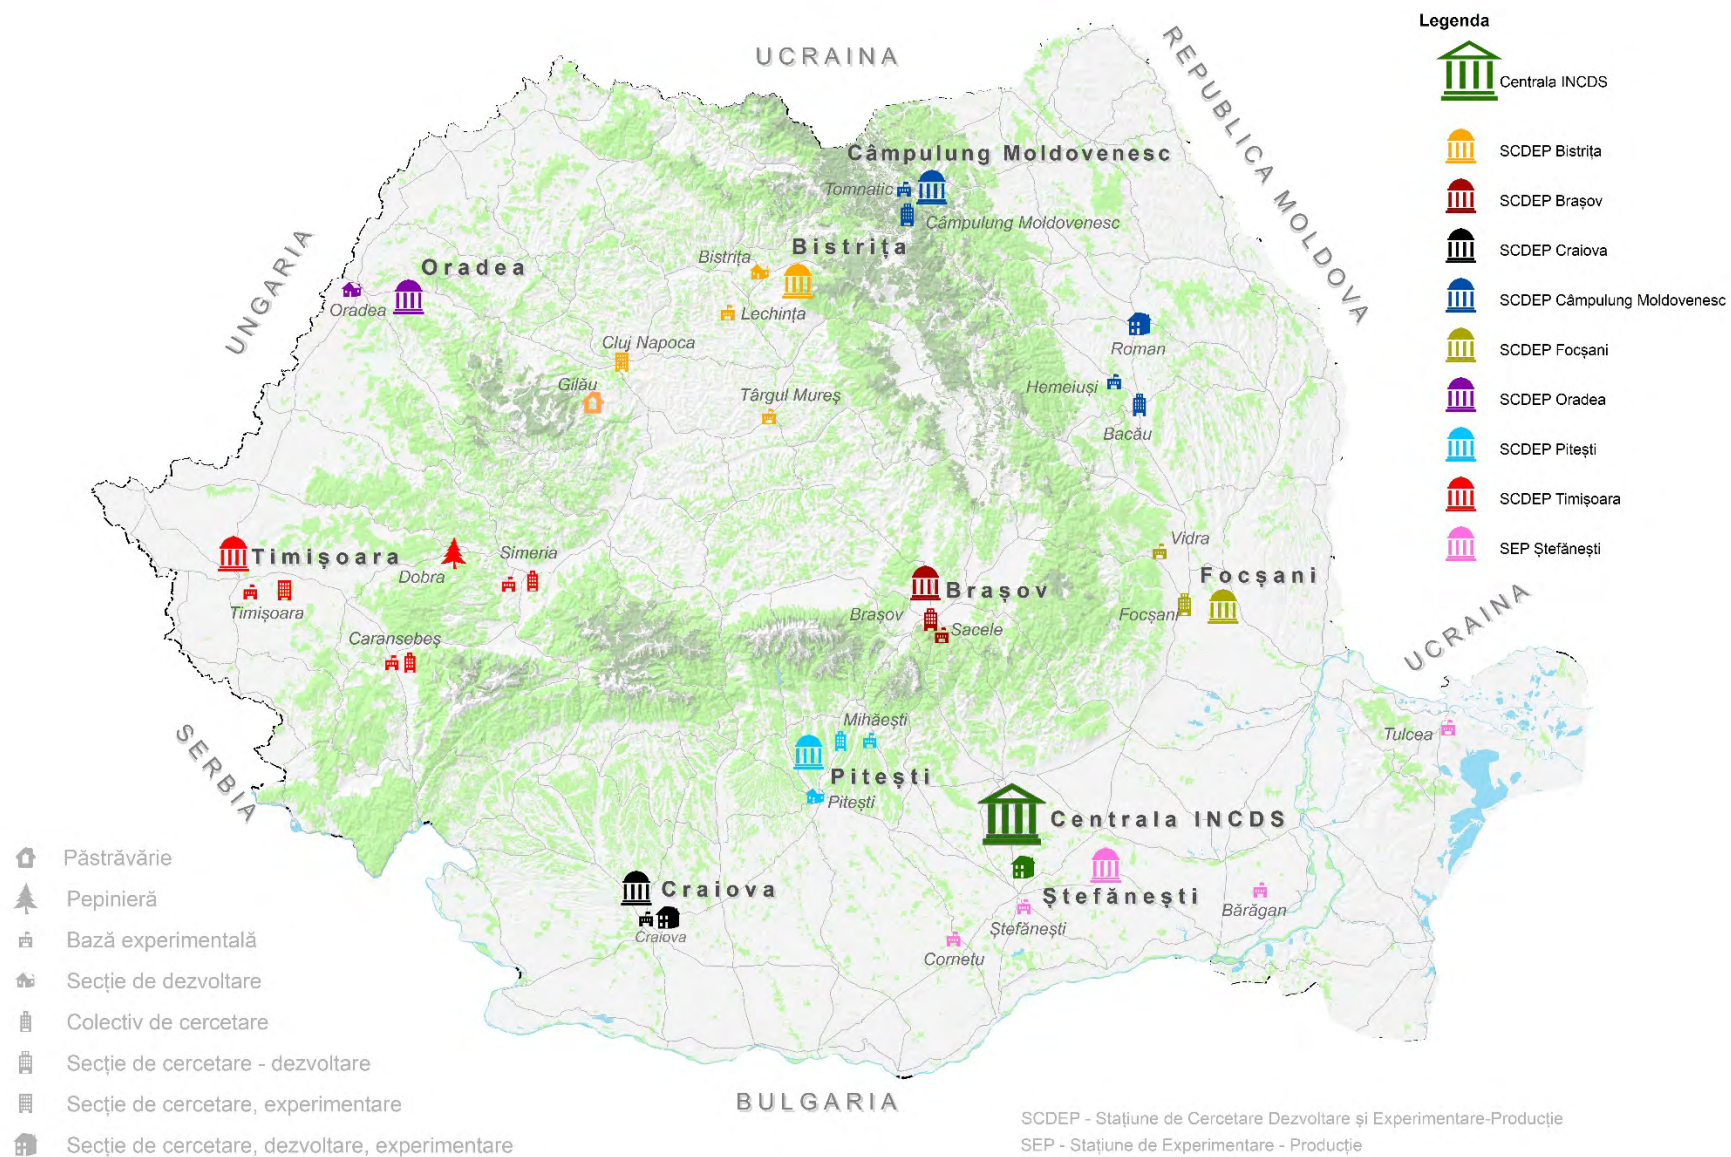 Legenda
Centrala INCDS
SCDEP Bistrița
SCDEP Brașov
SCDEP Craiova
SCDEP Câmpulung Moldovenesc
SCDEP Focșani
SCDEP Oradea
SCDEP Pitești
SCDEP Timișoara
SEP Ștefănești
UCRAINA
REPUBLICA MOLDOVA
UNGARIA
Câmpulung Moldovenesc
Tomnatic
Câmpulung Moldovenesc
Bistrița
Bistrița
Lechința
Oradea
Oradea
Cluj Napoca
Gilău
Târgul Mureș
Roman
Hemeiuși
Bacău
Timișoara
Timișoara
Dobra
Simeria
Caransebeș
Brașov
Brașov
Sacele
Vidra
Focșani
Focșani
UCRAINA
Tulcea
SERBIA
Mihăești
Pitești
Pitești
Centrala INCDS
Ștefănești
Ștefănești
Bărăgan
Cornetu
Craiova
Craiova
BULGARIA
Păstrăvărie
Pepinieră
Bază experimentală
Secție de dezvoltare
Colectiv de cercetare
Secție de cercetare - dezvoltare
Secție de cercetare, experimentare
Secție de cercetare, dezvoltare, experimentare
SCDEP - Stațiune de Cercetare Dezvoltare și Experimentare-Producție
SEP - Stațiune de Experimentare - Producție